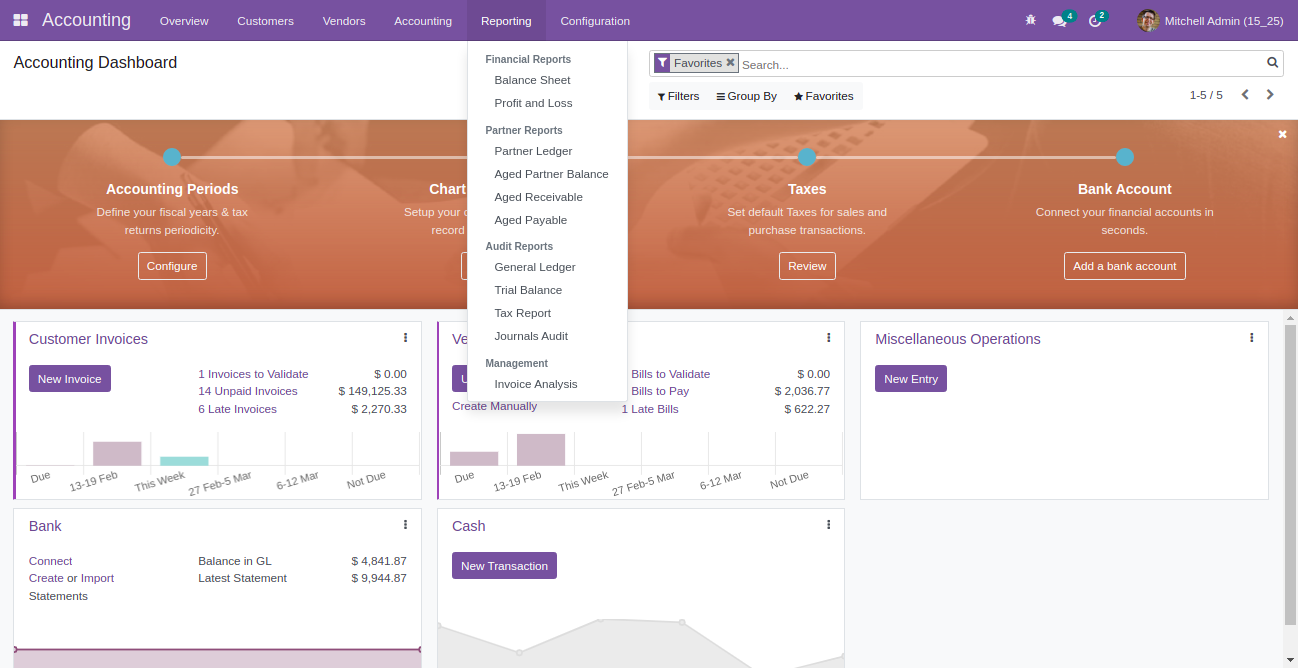 Accounting Overview Customers Vendors Accounting Reporting Configuration 4 2 Mitchell Admin (15_25)
Accounting Dashboard
Favorites Search...
Filters Group By Favorites 1-5 / 5
Financial Reports
Balance Sheet
Profit and Loss
Partner Reports
Partner Ledger
Aged Partner Balance
Aged Receivable
Aged Payable
Audit Reports
General Ledger
Trial Balance
Tax Report
Journals Audit
Management
Invoice Analysis
Accounting Periods
Define your fiscal years & tax
returns periodicity.
Configure
Chart
Setup your
record
Taxes
Set default Taxes for sales and
purchase transactions.
Review
Bank Account
Connect your financial accounts in
seconds.
Add a bank account
Customer Invoices
New Invoice
1 Invoices to Validate $ 0.00
14 Unpaid Invoices $ 149,125.33
6 Late Invoices $ 2,270.33
Due 13-19 Feb This Week 27 Feb-5 Mar 6-12 Mar Not Due
Ve
U
Create Manually
Bills to Validate $ 0.00
Bills to Pay $ 2,036.77
1 Late Bills $ 622.27
Due 13-19 Feb This Week 27 Feb-5 Mar 6-12 Mar Not Due
Miscellaneous Operations
New Entry
Bank
Connect
Create or Import
Statements
Balance in GL $ 4,841.87
Latest Statement $ 9,944.87
Cash
New Transaction